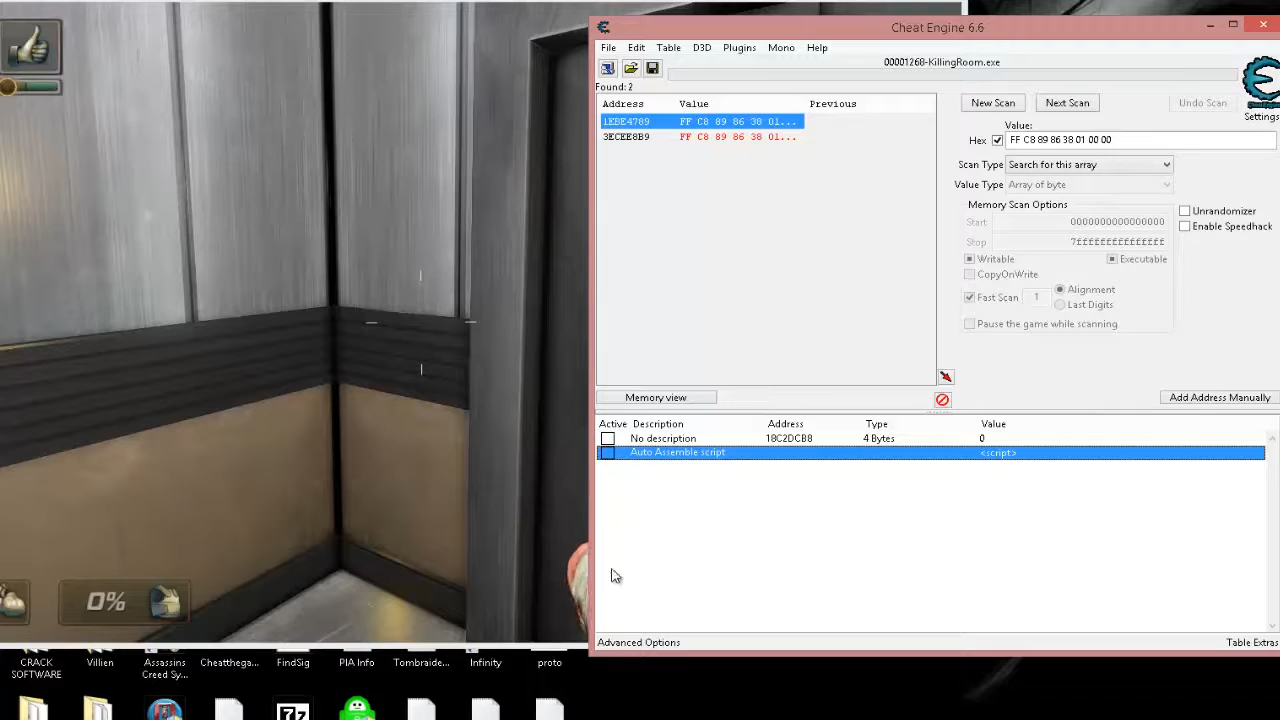 Cheat Engine 6.6
File Edit Table D3D Plugins Mono Help
00001268-KillingRoom.exe
Found: 2
Address Value Previous
1EBE4789 FF C8 89 86 38 01...
3ECEE8B9 FF C8 89 86 38 01...
New Scan Next Scan Undo Scan
Settings
Value:
Hex FF C8 89 86 38 01 00 00
Scan Type Search for this array
Value Type Array of byte
Memory Scan Options
Start 0000000000000000
Stop 7fffffffffffffff
Writable Executable
CopyOnWrite
Fast Scan 1 Alignment
Last Digits
Pause the game while scanning
Unrandomizer
Enable Speedhack
Memory view
Add Address Manually
Active Description Address Type Value
No description 18C2DCB8 4 Bytes 0
Auto Assemble script <script>
Advanced Options
Table Extras
0%
CRACK SOFTWARE
Villien
Assassins Creed Sy...
Cheatthega...
FindSig
PIA Info
Tombraide...
Infinity
proto
7z